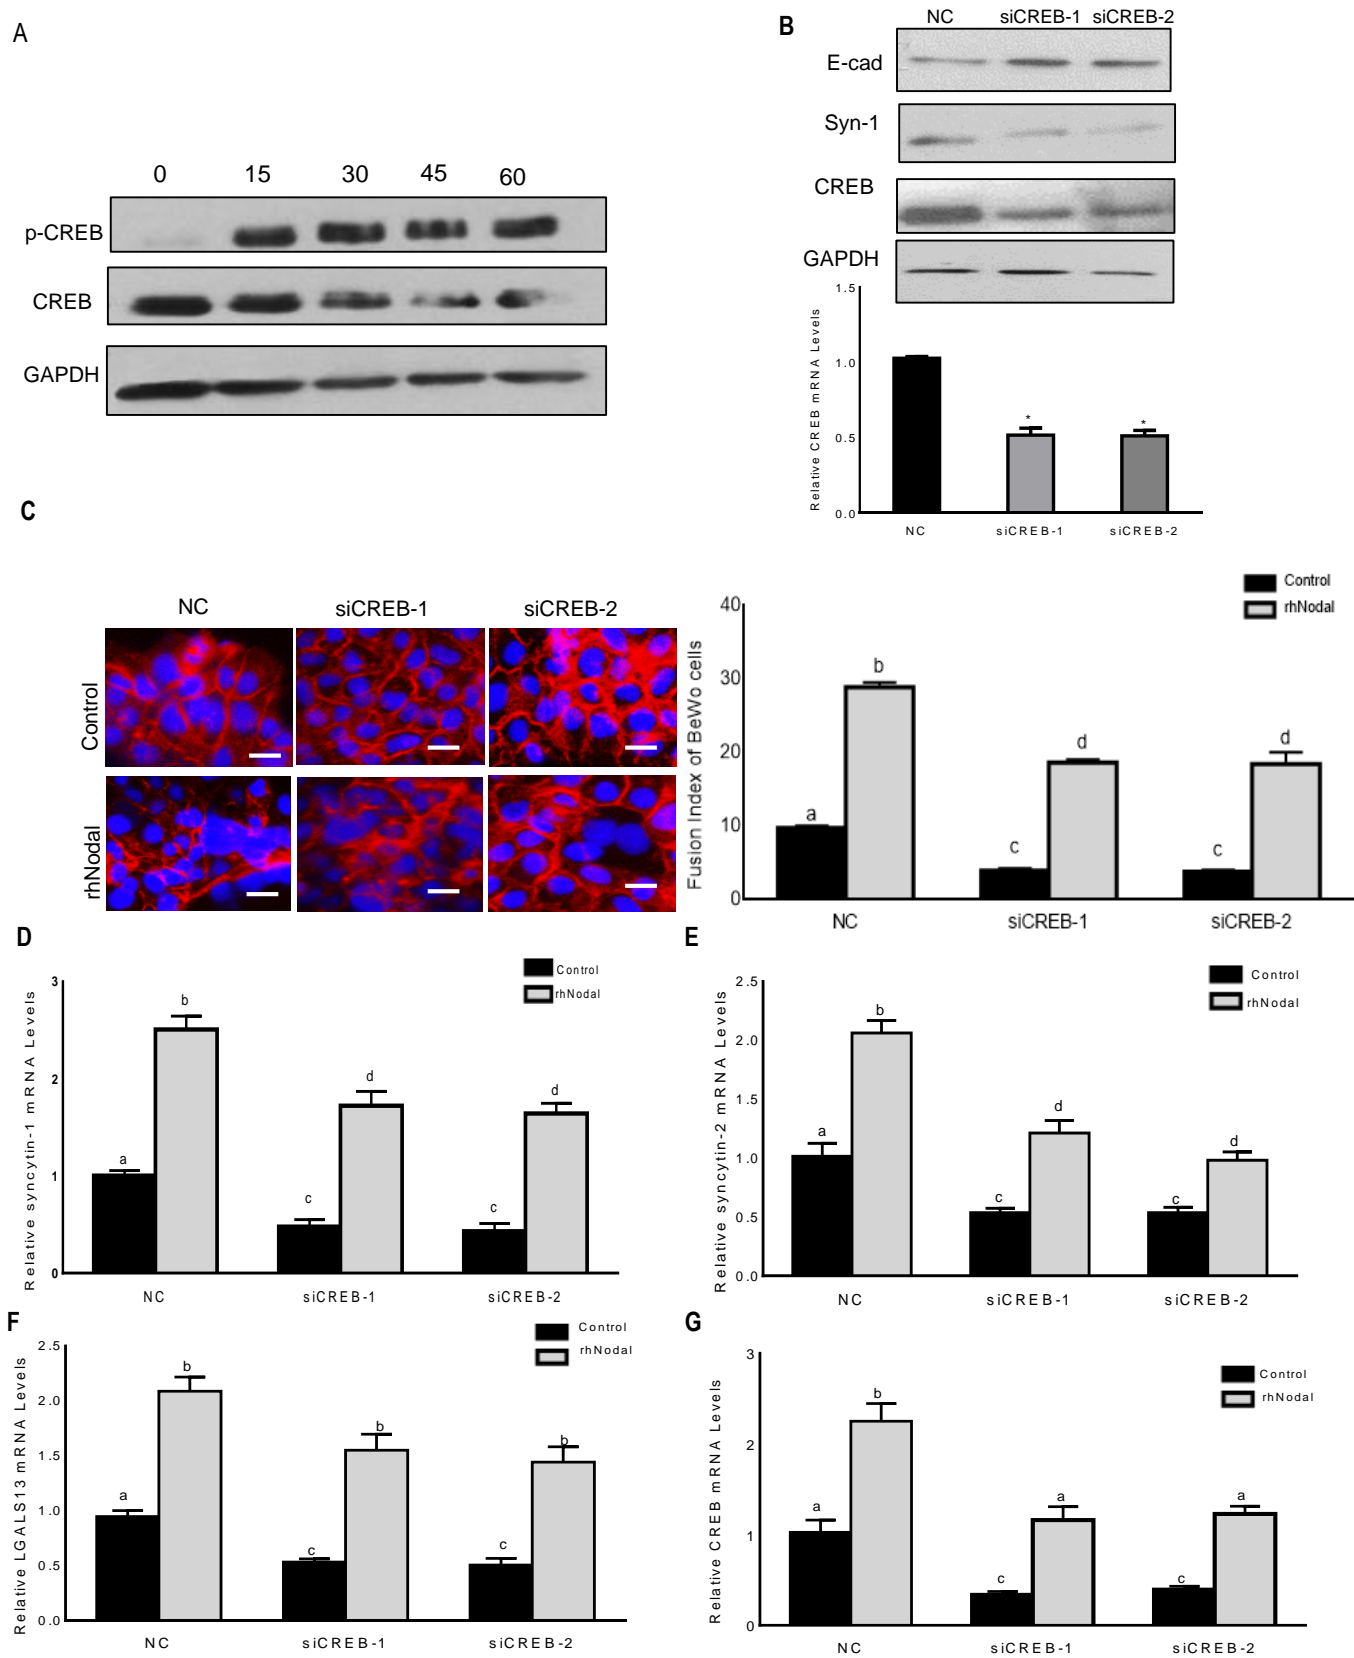 A
0 15 30 45 60
p-CREB
CREB
GAPDH
B
NC siCREB-1 siCREB-2
E-cad
Syn-1
CREB
GAPDH
Relative CREB mRNA Levels
1.5
1.0
0.5
0.0
* *
NC siCREB-1 siCREB-2
C
NC siCREB-1 siCREB-2
Control
rhNodal
Control
rhNodal
Fusion Index of BeWo cells
40
30
20
10
0
a b c d c d
NC siCREB-1 siCREB-2
D
Control
rhNodal
Relative syncytin-1 mRNA Levels
3
2
1
0
a b c d c d
NC siCREB-1 siCREB-2
E
Control
rhNodal
Relative syncytin-2 mRNA Levels
2.5
2.0
1.5
1.0
0.5
0.0
a b c d c d
NC siCREB-1 siCREB-2
F
Control
rhNodal
Relative LGALS13 mRNA Levels
2.5
2.0
1.5
1.0
0.5
0.0
a b c b c b
NC siCREB-1 siCREB-2
G
Control
rhNodal
Relative CREB mRNA Levels
3
2
1
0
a b c a c a
NC siCREB-1 siCREB-2